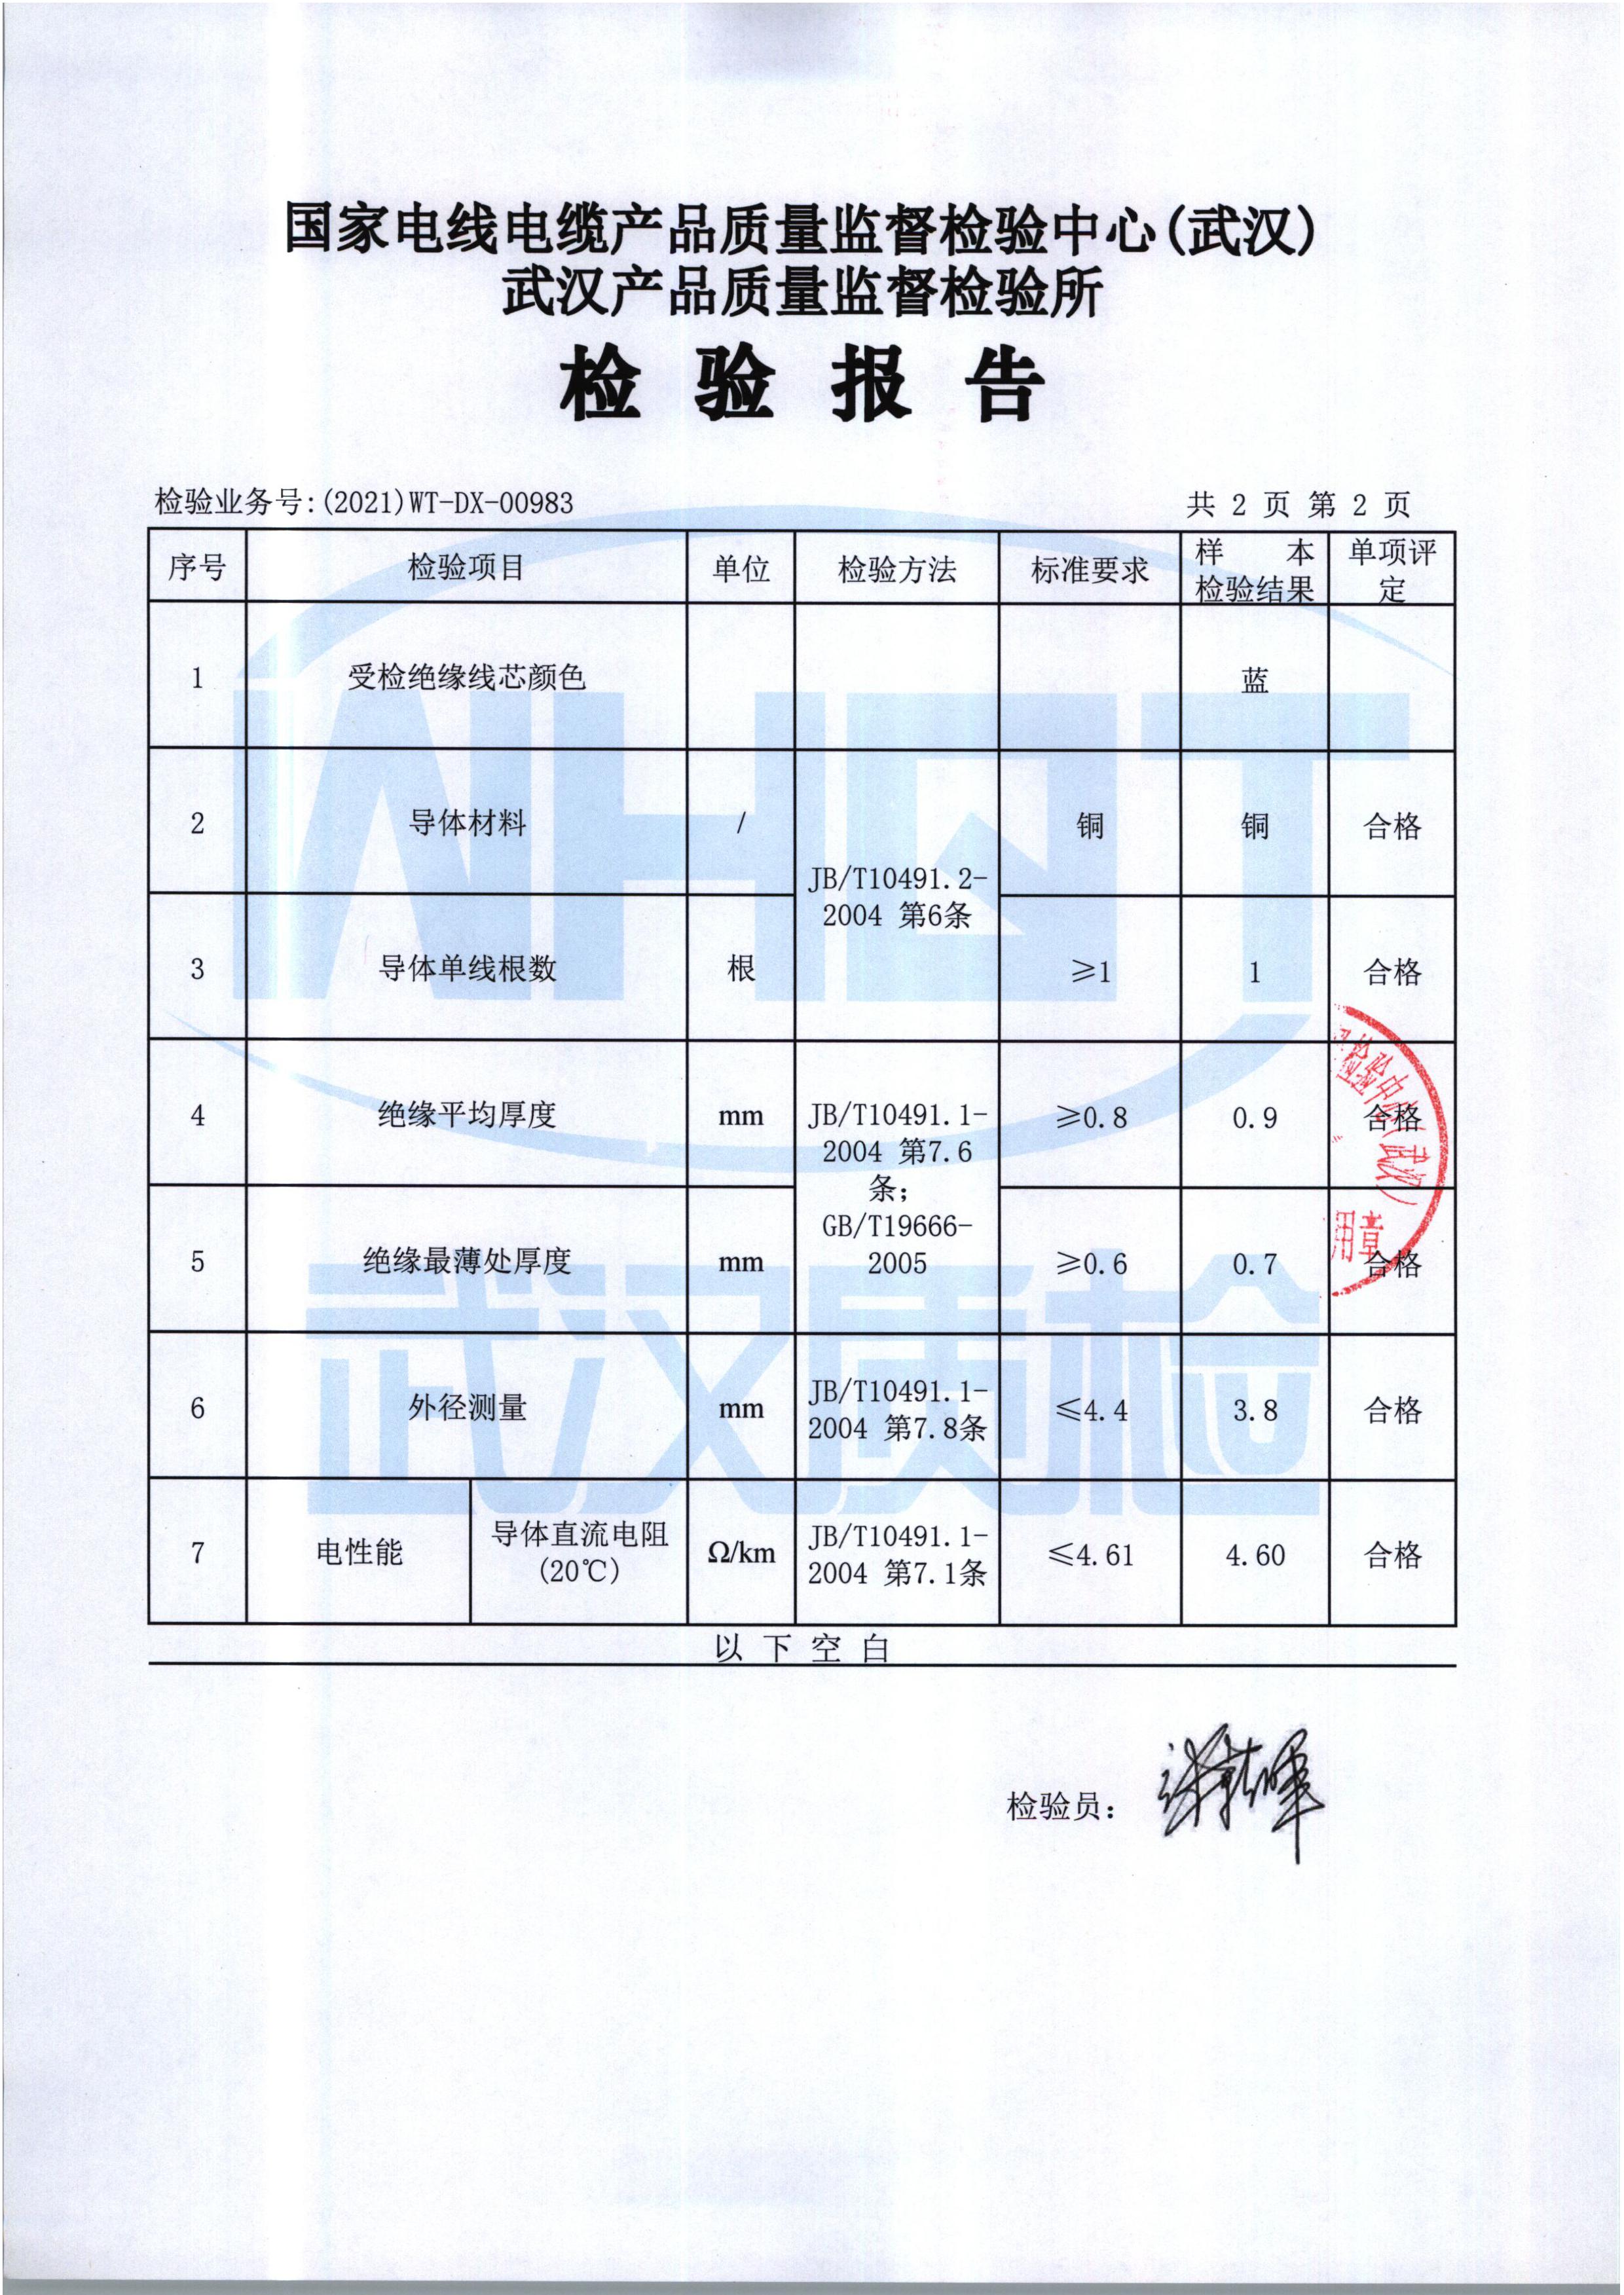 国家电线电缆产品质量监督检验中心(武汉)
武汉产品质量监督检验所
检验报告
检验业务号:(2021)WT-DX-00983
共 2 页 第 2 页
序号 检验项目 单位 检验方法 标准要求 样 本 检验结果 单项评定
1 受检绝缘线芯颜色 蓝
2 导体材料 / 铜 铜 合格
JB/T10491.2-
2004 第6条
3 导体单线根数 根 ≥1 1 合格
4 绝缘平均厚度 mm ≥0.8 0.9 合格
JB/T10491.1-
2004 第7.6
条;
GB/T19666-
2005
5 绝缘最薄处厚度 mm ≥0.6 0.7 合格
6 外径测量 mm JB/T10491.1-2004 第7.8条 ≤4.4 3.8 合格
7 电性能 导体直流电阻(20℃) Ω/km JB/T10491.1-2004 第7.1条 ≤4.61 4.60 合格
以下空白
检验员:
WHQT
武汉质检
检验中心(武汉)
用章